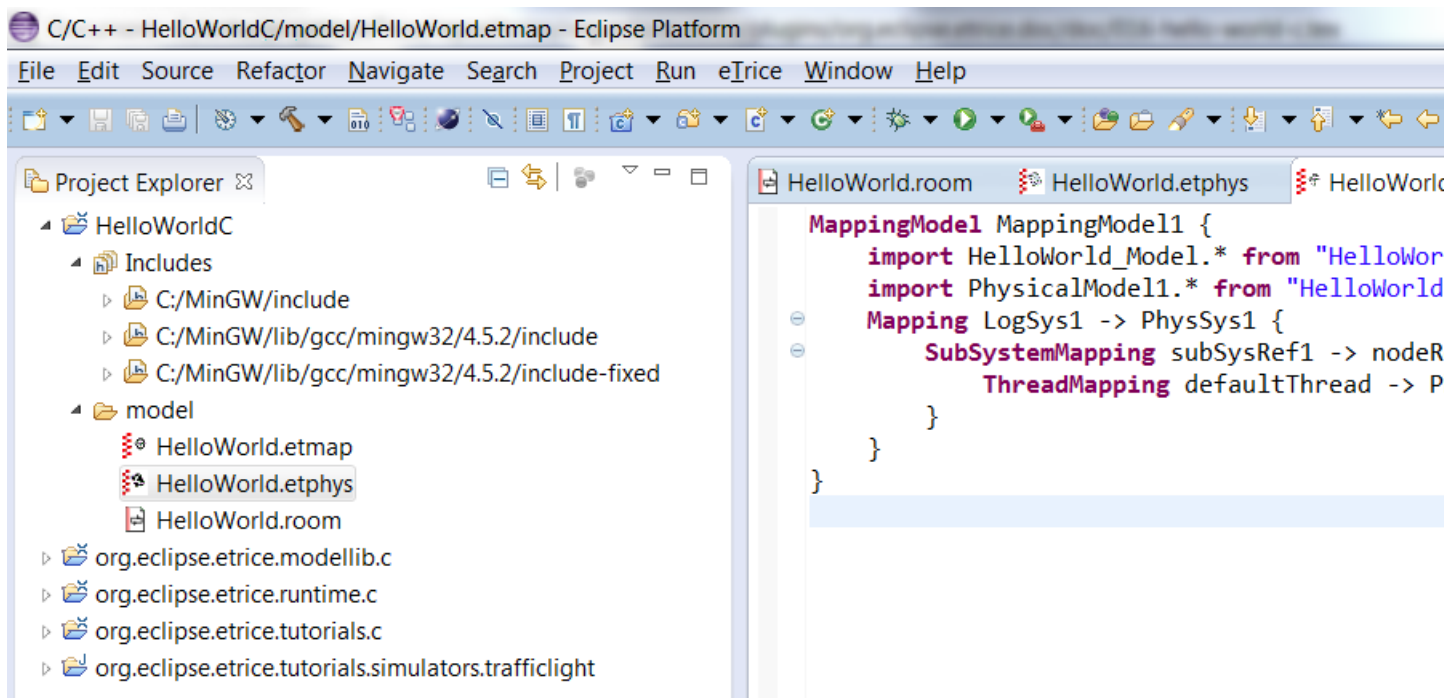 C/C++ - HelloWorldC/model/HelloWorld.etmap - Eclipse Platform
File Edit Source Refactor Navigate Search Project Run eTrice Window Help
Project Explorer
HelloWorldC
Includes
C:/MinGW/include
C:/MinGW/lib/gcc/mingw32/4.5.2/include
C:/MinGW/lib/gcc/mingw32/4.5.2/include-fixed
model
HelloWorld.etmap
HelloWorld.etphys
HelloWorld.room
org.eclipse.etrice.modellib.c
org.eclipse.etrice.runtime.c
org.eclipse.etrice.tutorials.c
org.eclipse.etrice.tutorials.simulators.trafficlight
HelloWorld.room HelloWorld.etphys HelloWorld
MappingModel MappingModel1 {
import HelloWorld_Model.* from "HelloWor
import PhysicalModel1.* from "HelloWorld
Mapping LogSys1 -> PhysSys1 {
SubSystemMapping subSysRef1 -> nodeR
ThreadMapping defaultThread -> P
}
}
}